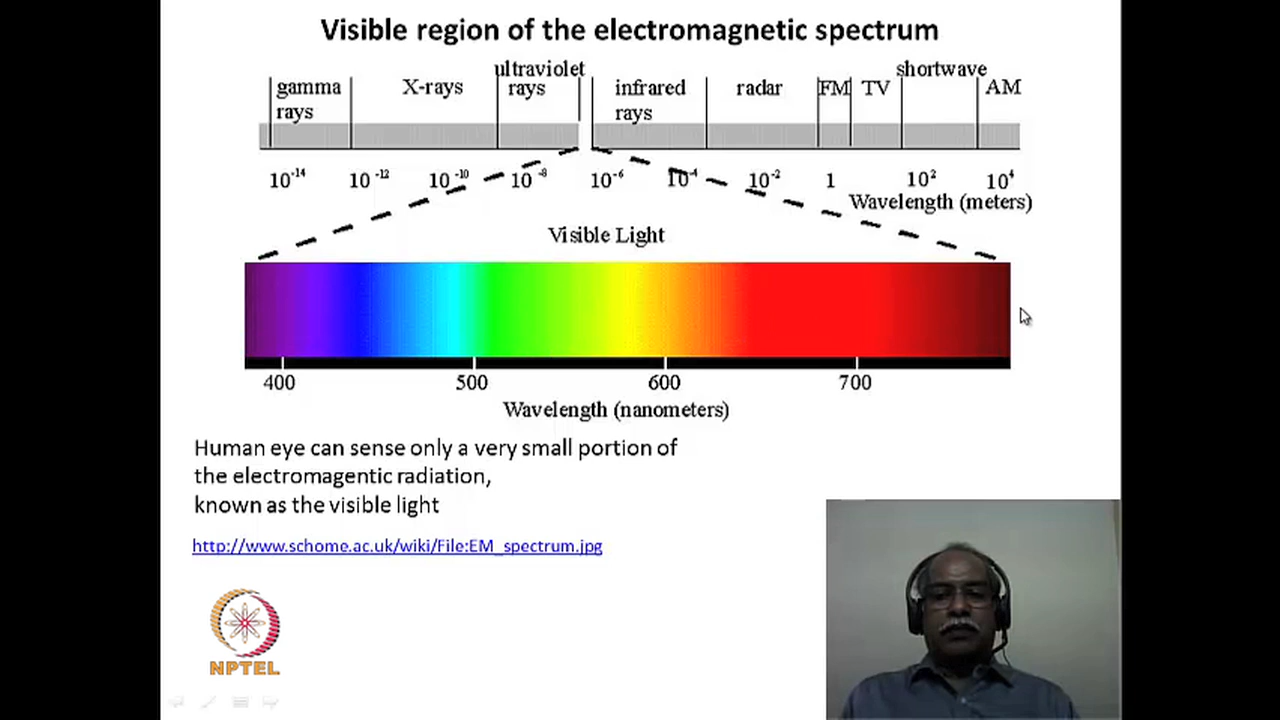 Visible region of the electromagnetic spectrum
gamma rays X-rays ultraviolet rays infrared rays radar FM TV shortwave AM
10⁻¹⁴ 10⁻¹² 10⁻¹⁰ 10⁻⁸ 10⁻⁶ 10⁻⁴ 10⁻² 1 10² 10⁴
Wavelength (meters)
Visible Light
400 500 600 700
Wavelength (nanometers)
Human eye can sense only a very small portion of
the electromagentic radiation,
known as the visible light
http://www.schome.ac.uk/wiki/File:EM_spectrum.jpg
NPTEL